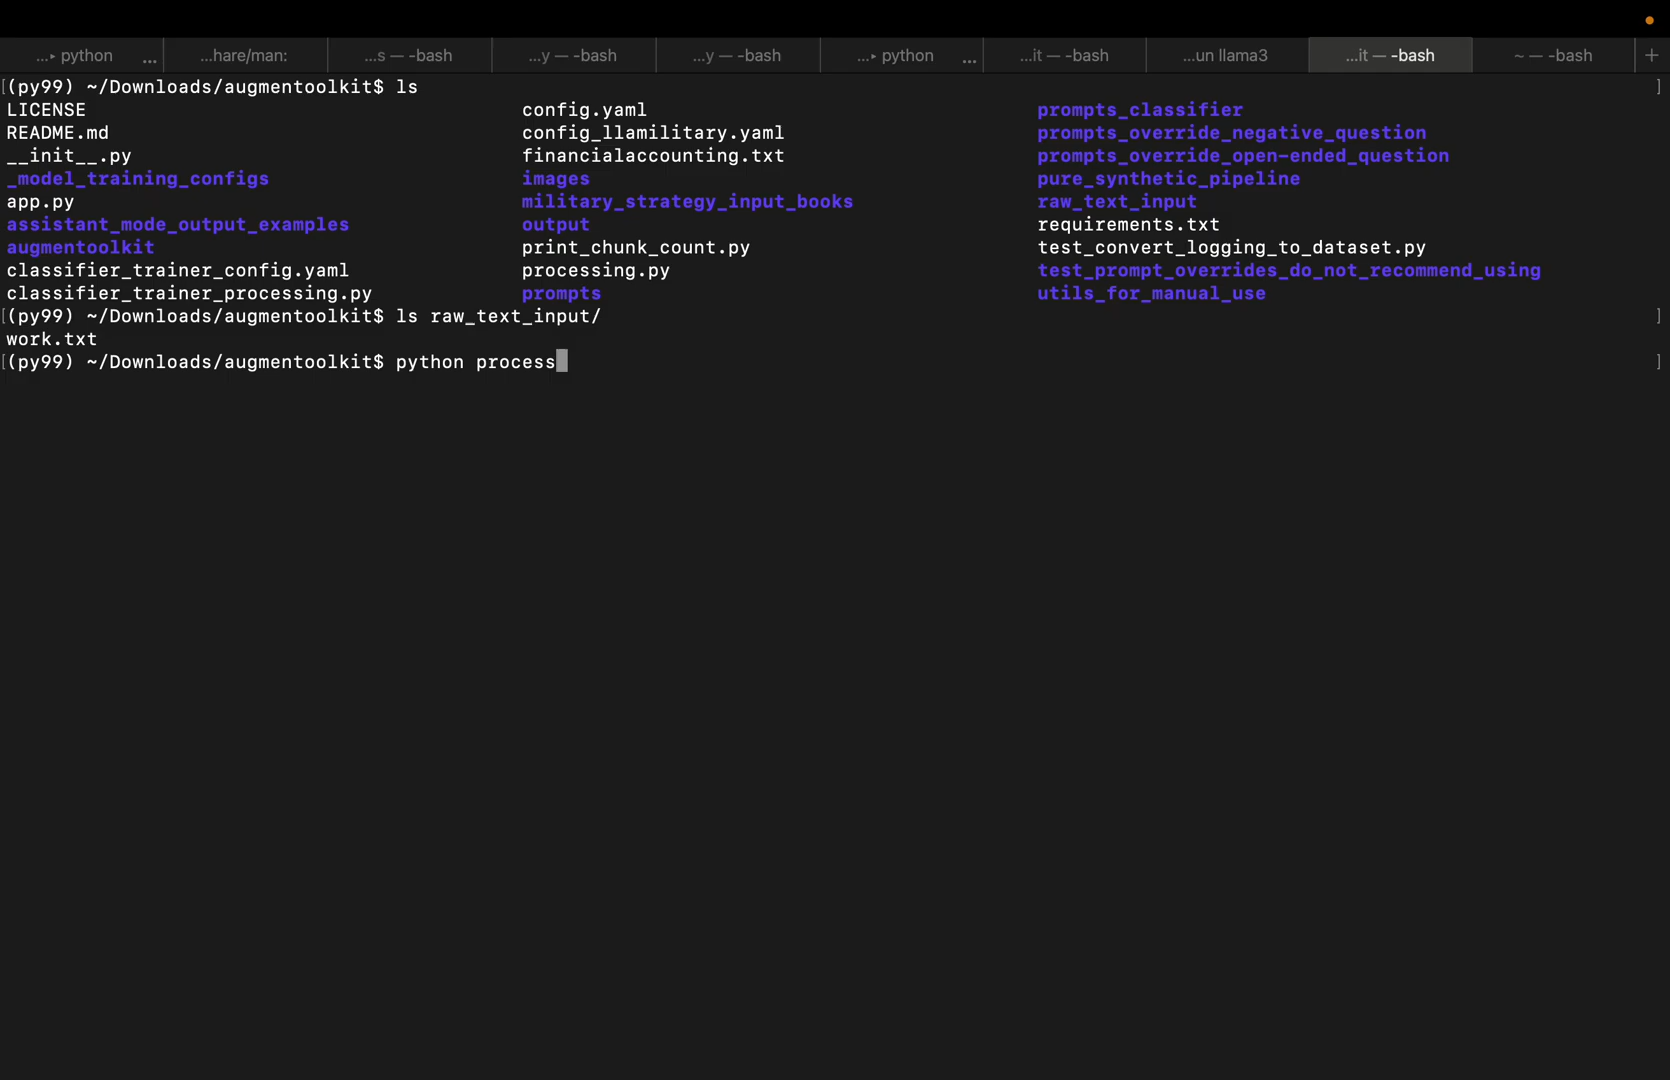 ...▸ python ... ...hare/man: ...s — -bash ...y — -bash ...y — -bash ...▸ python ... ...it — -bash ...un llama3 ...it — -bash ~ — -bash +
[(py99) ~/Downloads/augmentoolkit$ ls ]
LICENSE config.yaml prompts_classifier
README.md config_llamilitary.yaml prompts_override_negative_question
__init__.py financialaccounting.txt prompts_override_open-ended_question
_model_training_configs images pure_synthetic_pipeline
app.py military_strategy_input_books raw_text_input
assistant_mode_output_examples output requirements.txt
augmentoolkit print_chunk_count.py test_convert_logging_to_dataset.py
classifier_trainer_config.yaml processing.py test_prompt_overrides_do_not_recommend_using
classifier_trainer_processing.py prompts utils_for_manual_use
[(py99) ~/Downloads/augmentoolkit$ ls raw_text_input/ ]
work.txt
[(py99) ~/Downloads/augmentoolkit$ python process ]